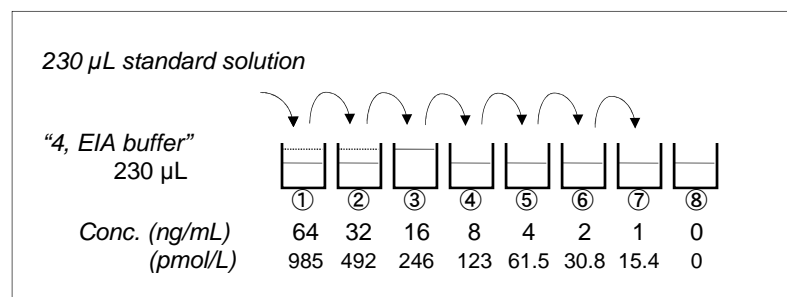 230 µL standard solution
“4, EIA buffer”
230 µL
① ② ③ ④ ⑤ ⑥ ⑦ ⑧
Conc. (ng/mL) 64 32 16 8 4 2 1 0
(pmol/L) 985 492 246 123 61.5 30.8 15.4 0